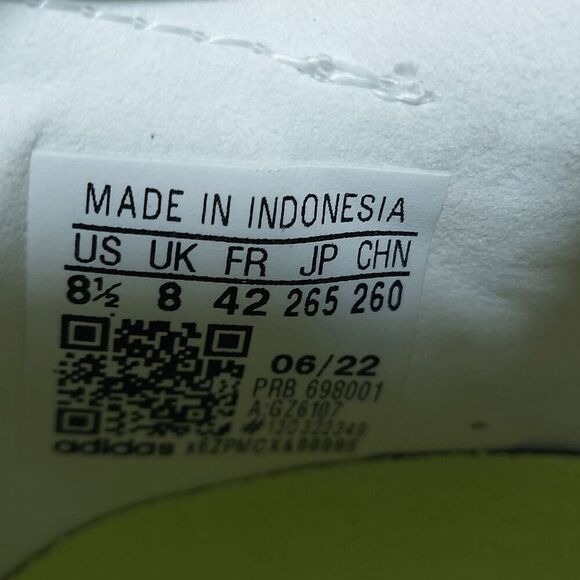 MADE IN INDONESIA
US UK FR JP CHN
8½ 8 42 265 260
06/22
PRB 698001
A:GZ6107
#130322349
adidas